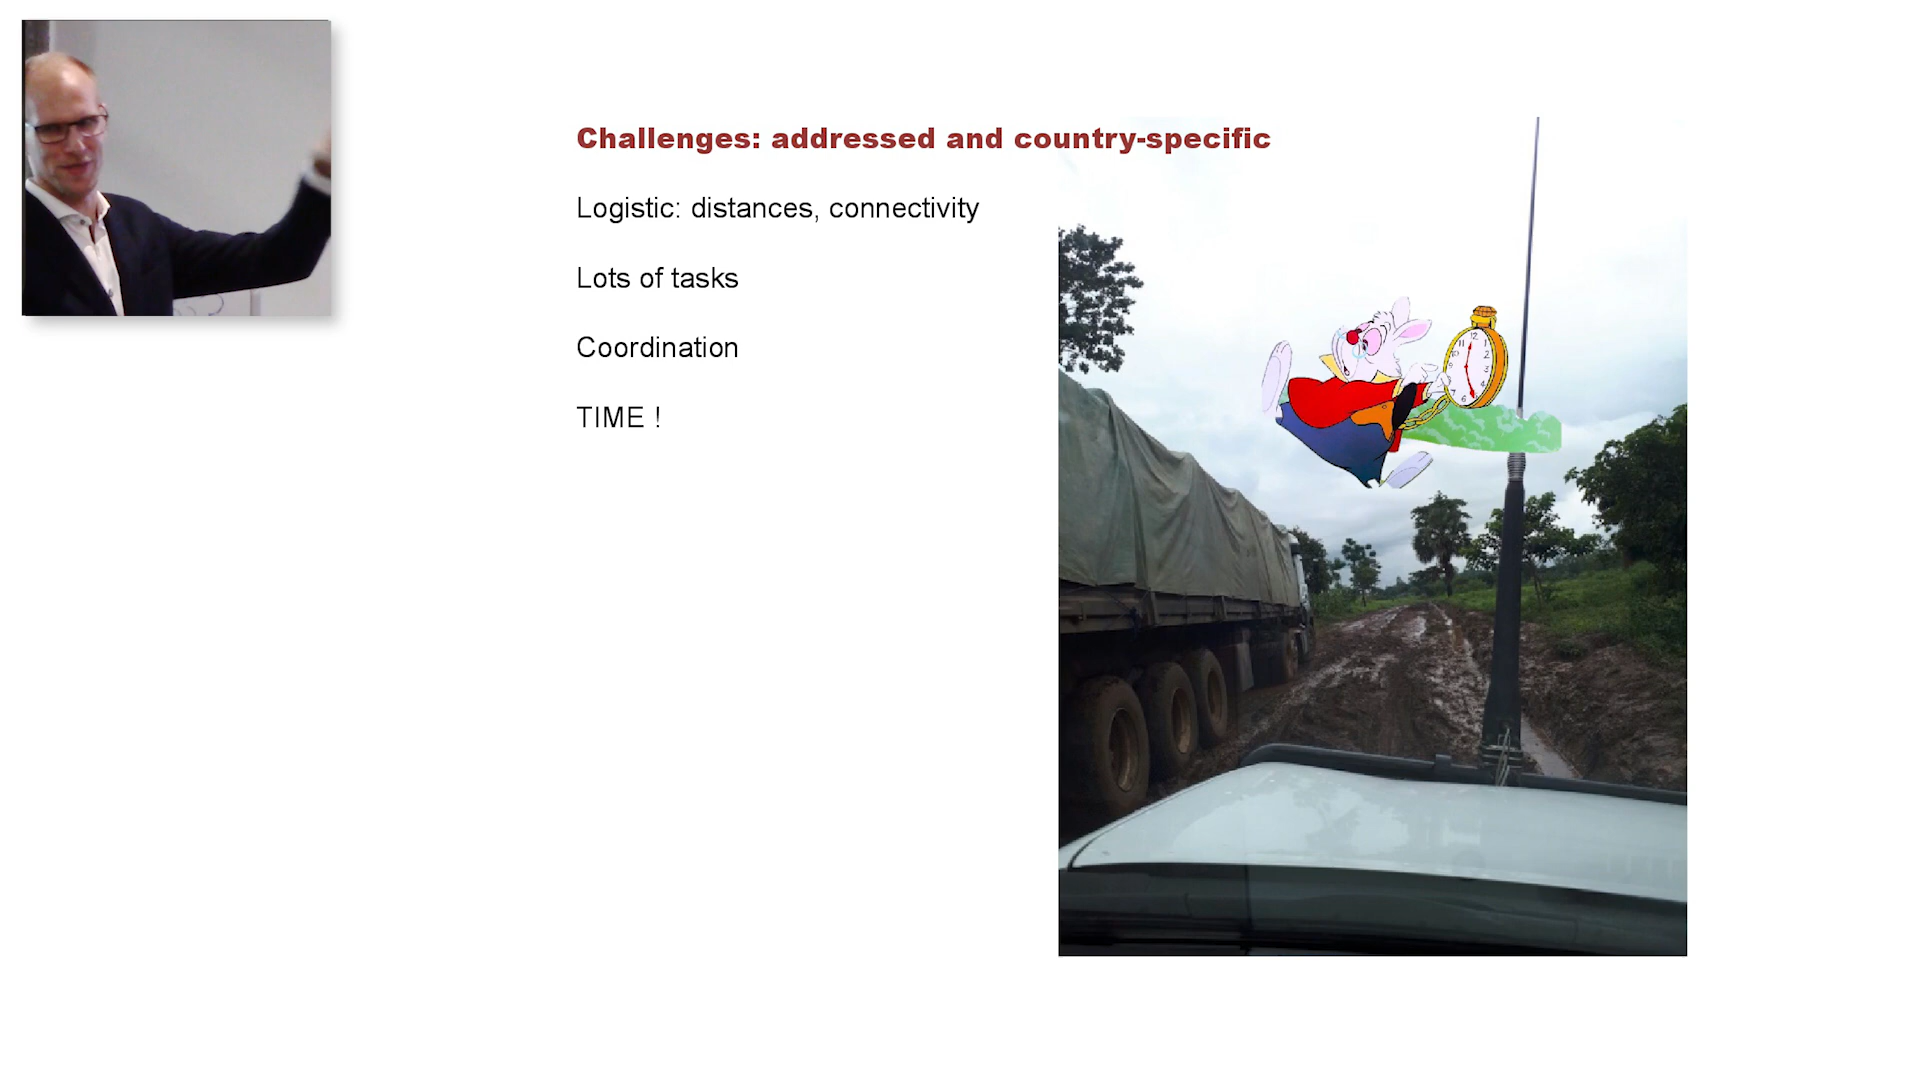 Challenges: addressed and country-specific
Logistic: distances, connectivity
Lots of tasks
Coordination
TIME !